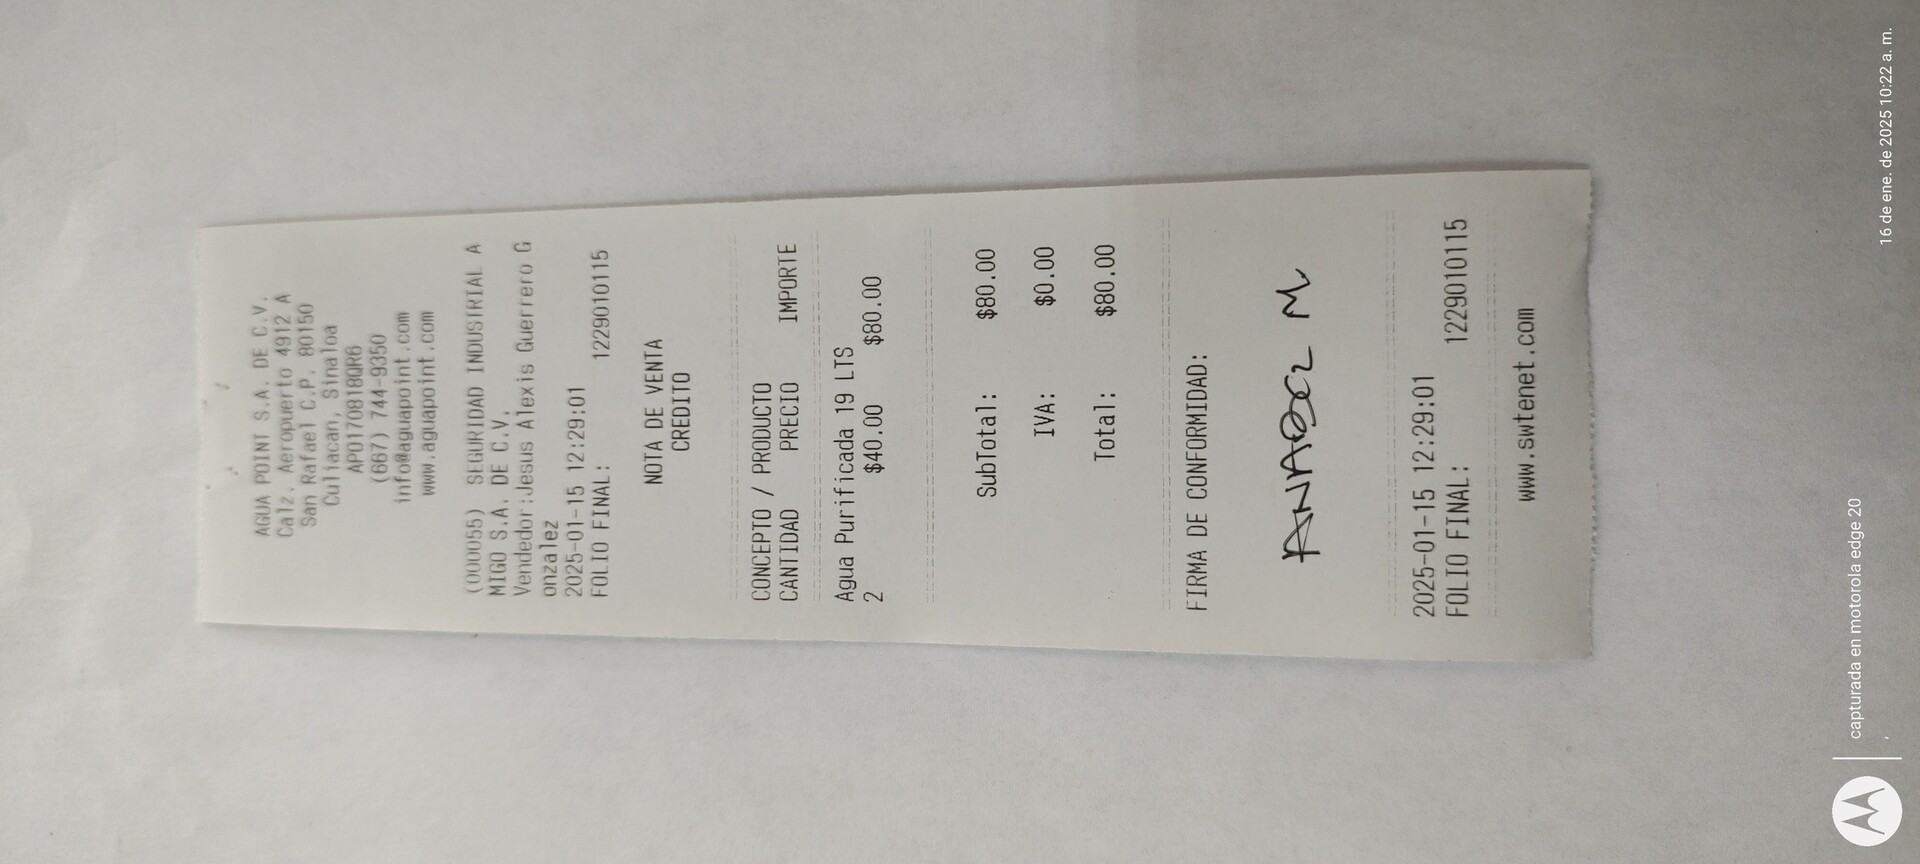 AGUA POINT S.A. DE C.V.
Calz. Aeropuerto 4912 A
San Rafael C.P. 80150
Culiacan, Sinaloa
APO170818QR6
(667) 744-9350
info@aguapoint.com
www.aguapoint.com
(000055) SEGURIDAD INDUSTRIAL A
MIGO S.A. DE C.V.
Vendedor:Jesus Alexis Guerrero G
onzalez
2025-01-15 12:29:01
FOLIO FINAL: 1229010115
NOTA DE VENTA
CREDITO
CONCEPTO / PRODUCTO
CANTIDAD PRECIO IMPORTE
Agua Purificada 19 LTS
2 $40.00 $80.00
SubTotal: $80.00
IVA: $0.00
Total: $80.00
FIRMA DE CONFORMIDAD:
ANABEL M
2025-01-15 12:29:01
FOLIO FINAL: 1229010115
www.swtenet.com
capturada en motorola edge 20
16 de ene. de 2025 10:22 a. m.